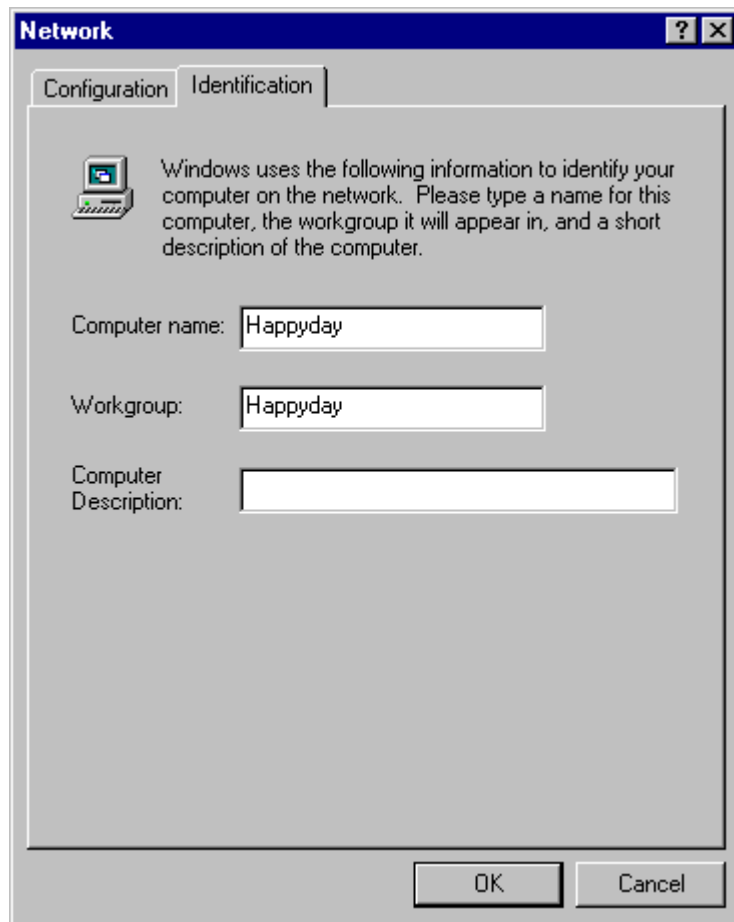 Network
Configuration
Identification
Windows uses the following information to identify your
computer on the network.  Please type a name for this
computer, the workgroup it will appear in, and a short
description of the computer.
Computer name: Happyday
Workgroup: Happyday
Computer
Description:
OK
Cancel